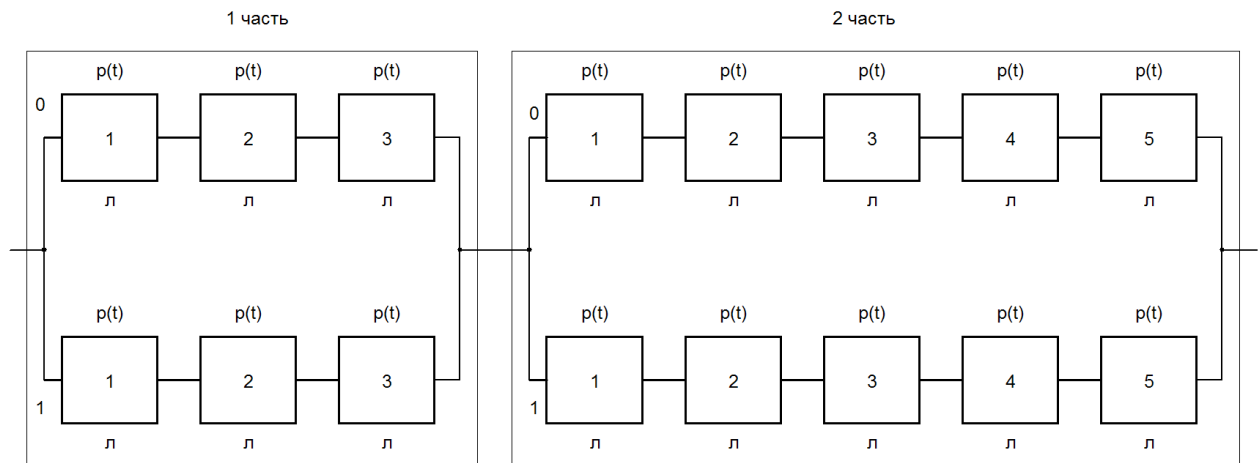 1 часть 2 часть
p(t) p(t) p(t) p(t) p(t) p(t) p(t) p(t)
0 0
1 2 3 1 2 3 4 5
л л л л л л л л
p(t) p(t) p(t) p(t) p(t) p(t) p(t) p(t)
1 2 3 1 2 3 4 5
1 1
л л л л л л л л